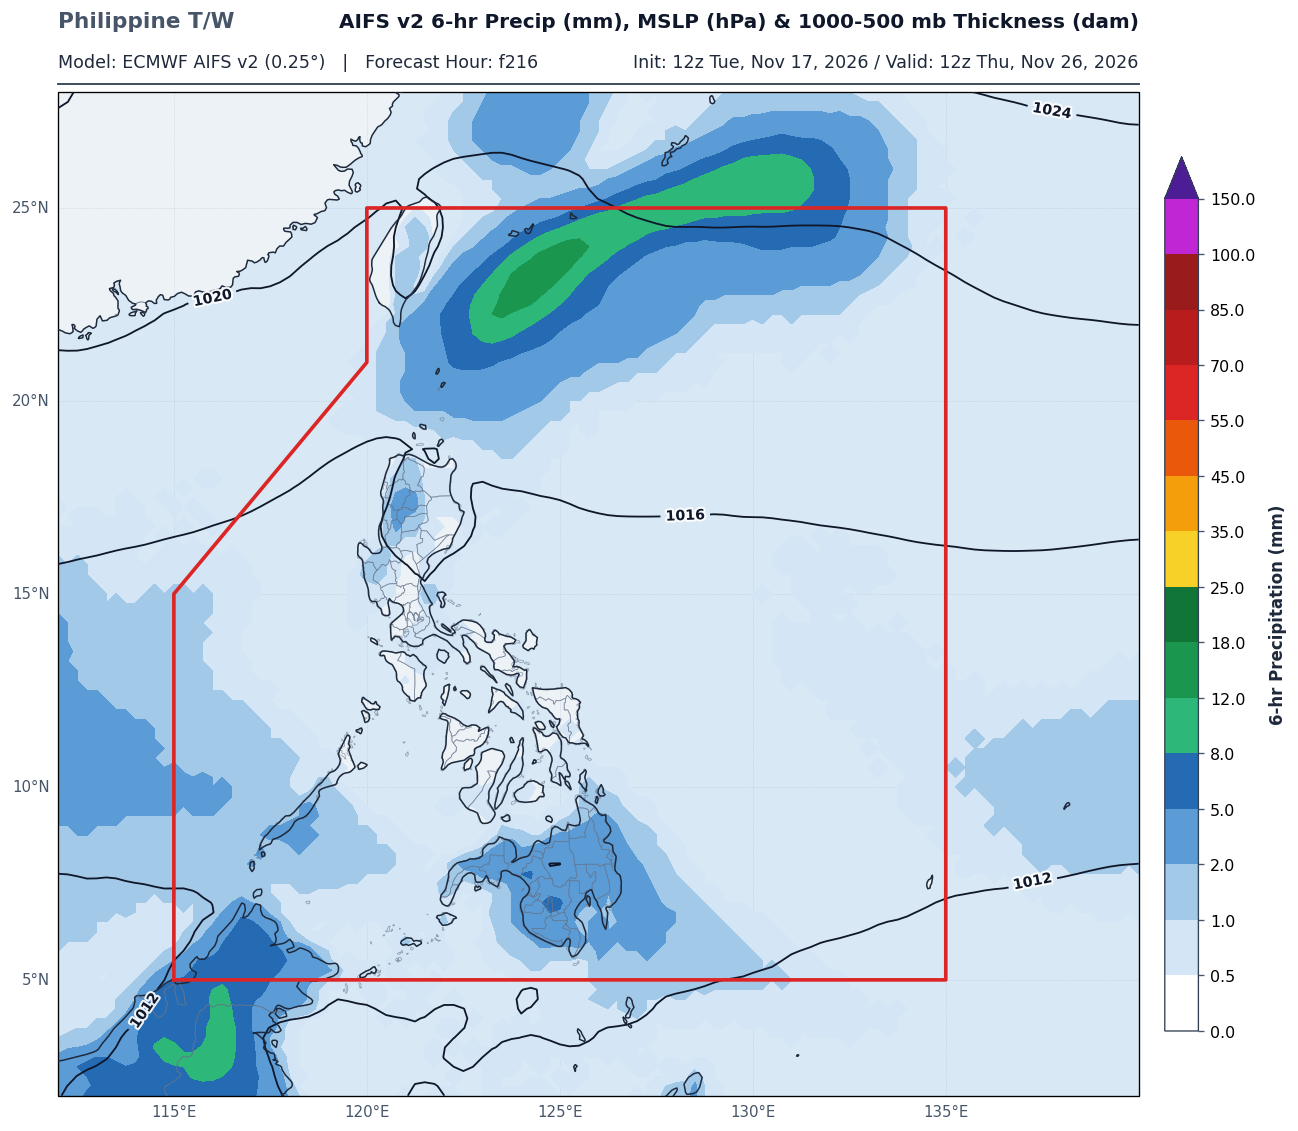 Philippine T/W
AIFS v2 6-hr Precip (mm), MSLP (hPa) & 1000-500 mb Thickness (dam)
Model: ECMWF AIFS v2 (0.25°) | Forecast Hour: f216
Init: 12z Tue, Nov 17, 2026 / Valid: 12z Thu, Nov 26, 2026
1024
1020
1016
1012
1012
25°N
20°N
15°N
10°N
5°N
115°E
120°E
125°E
130°E
135°E
150.0
100.0
85.0
70.0
55.0
45.0
35.0
25.0
18.0
12.0
8.0
5.0
2.0
1.0
0.5
0.0
6-hr Precipitation (mm)